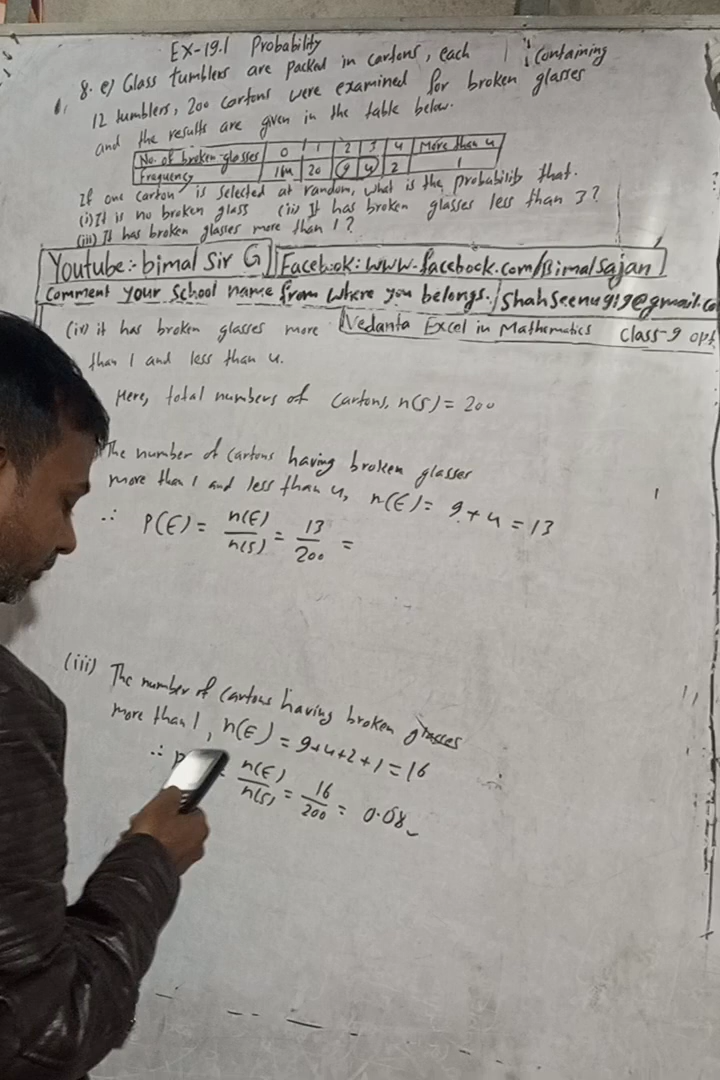 EX-19.1 Probability
8. e) Glass tumblers are packed in cartons, each containing
12 tumblers, 200 cartons were examined for broken glasses
and the results are given in the table below.
No. of broken glasses 0 1 2 3 4 More than 4
Frequency 164 20 9 4 2 1
If one carton is selected at random, what is the probability that.
(i) It is no broken glass (ii) It has broken glasses less than 3?
(iii) It has broken glasses more than 1?
Youtube:- bimal Sir G Facebook: www.facebook.com/Bimalsajan
Comment your School name from where you belongs. Shahseenu919@gmail.co
(iv) it has broken glasses more Vedanta Excel in Mathematics Class-9 opt
than 1 and less than 4.
Here, total numbers of cartons, n(S) = 200
The number of cartons having broken glasses
more than 1 and less than 4, n(E) = 9 + 4 = 13
∴ P(E) = n(E)/n(S) = 13/200 =
(iii) The number of cartons having broken glasses
more than 1, n(E) = 9+4+2+1 = 16
∴ n(E)/n(S) = 16/200 = 0.08